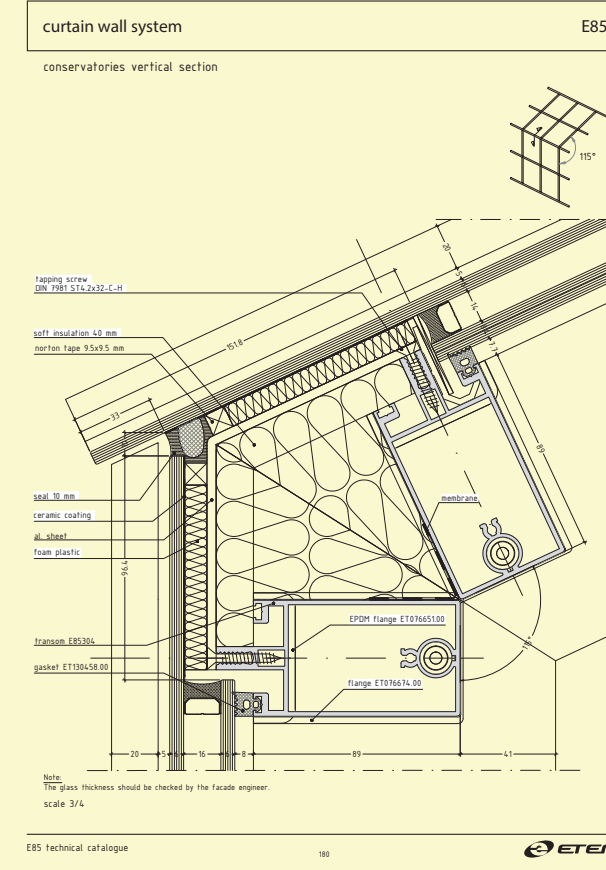 curtain wall system
E85
conservatories vertical section
115°
20
5
14
7.7
tapping screw
DIN 7981 ST4.2x32-C-H
soft insulation 40 mm
norton tape 9.5x9.5 mm
151.8
33
89
seal 10 mm
membrane
ceramic coating
al. sheet
foam plastic
99.4
transom E85304
EPDM flange ET076651.00
gasket ET130458.00
flange ET076674.00
20
5
6
16
6
8
89
41
Note:
The glass thickness should be checked by the facade engineer.
scale 3/4
E85 technical catalogue
180
ETEM